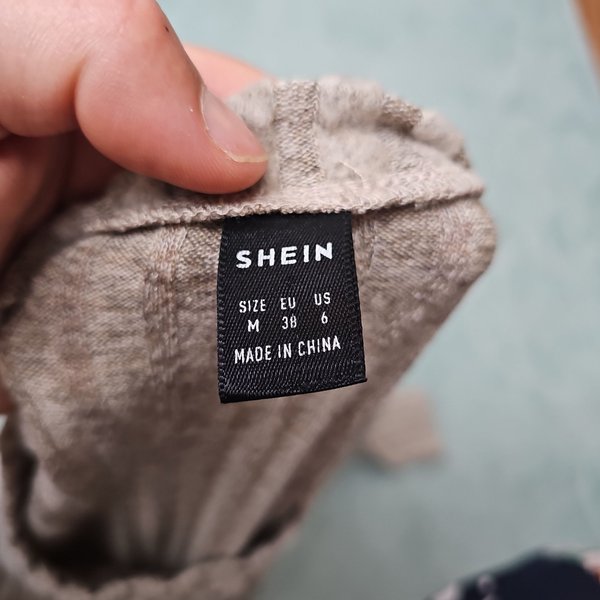 SHEIN
SIZE EU US
M 38 6
MADE IN CHINA